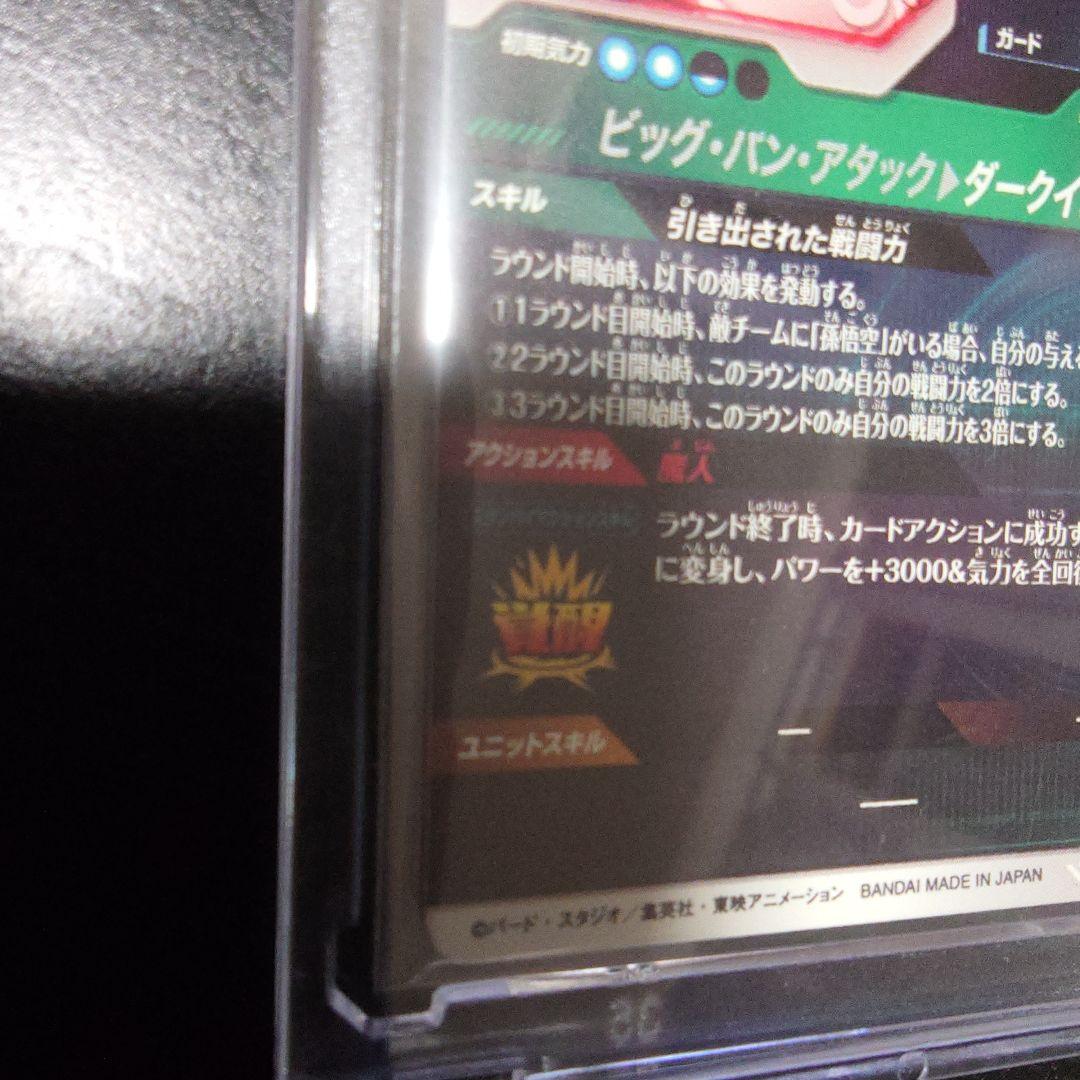 ガード
初期気力
ビッグ・バン・アタック▶ダークイ
スキル
引き出された戦闘力
ラウンド開始時、以下の効果を発動する。
①1ラウンド目開始時、敵チームに「孫悟空」がいる場合、自分の与え
②2ラウンド目開始時、このラウンドのみ自分の戦闘力を2倍にする。
③3ラウンド目開始時、このラウンドのみ自分の戦闘力を3倍にする。
アクションスキル
魔人
ラウンド終了時、カードアクションに成功す
に変身し、パワーを+3000&気力を全回復
覚醒
ユニットスキル
©バード・スタジオ／集英社・東映アニメーション BANDAI MADE IN JAPAN